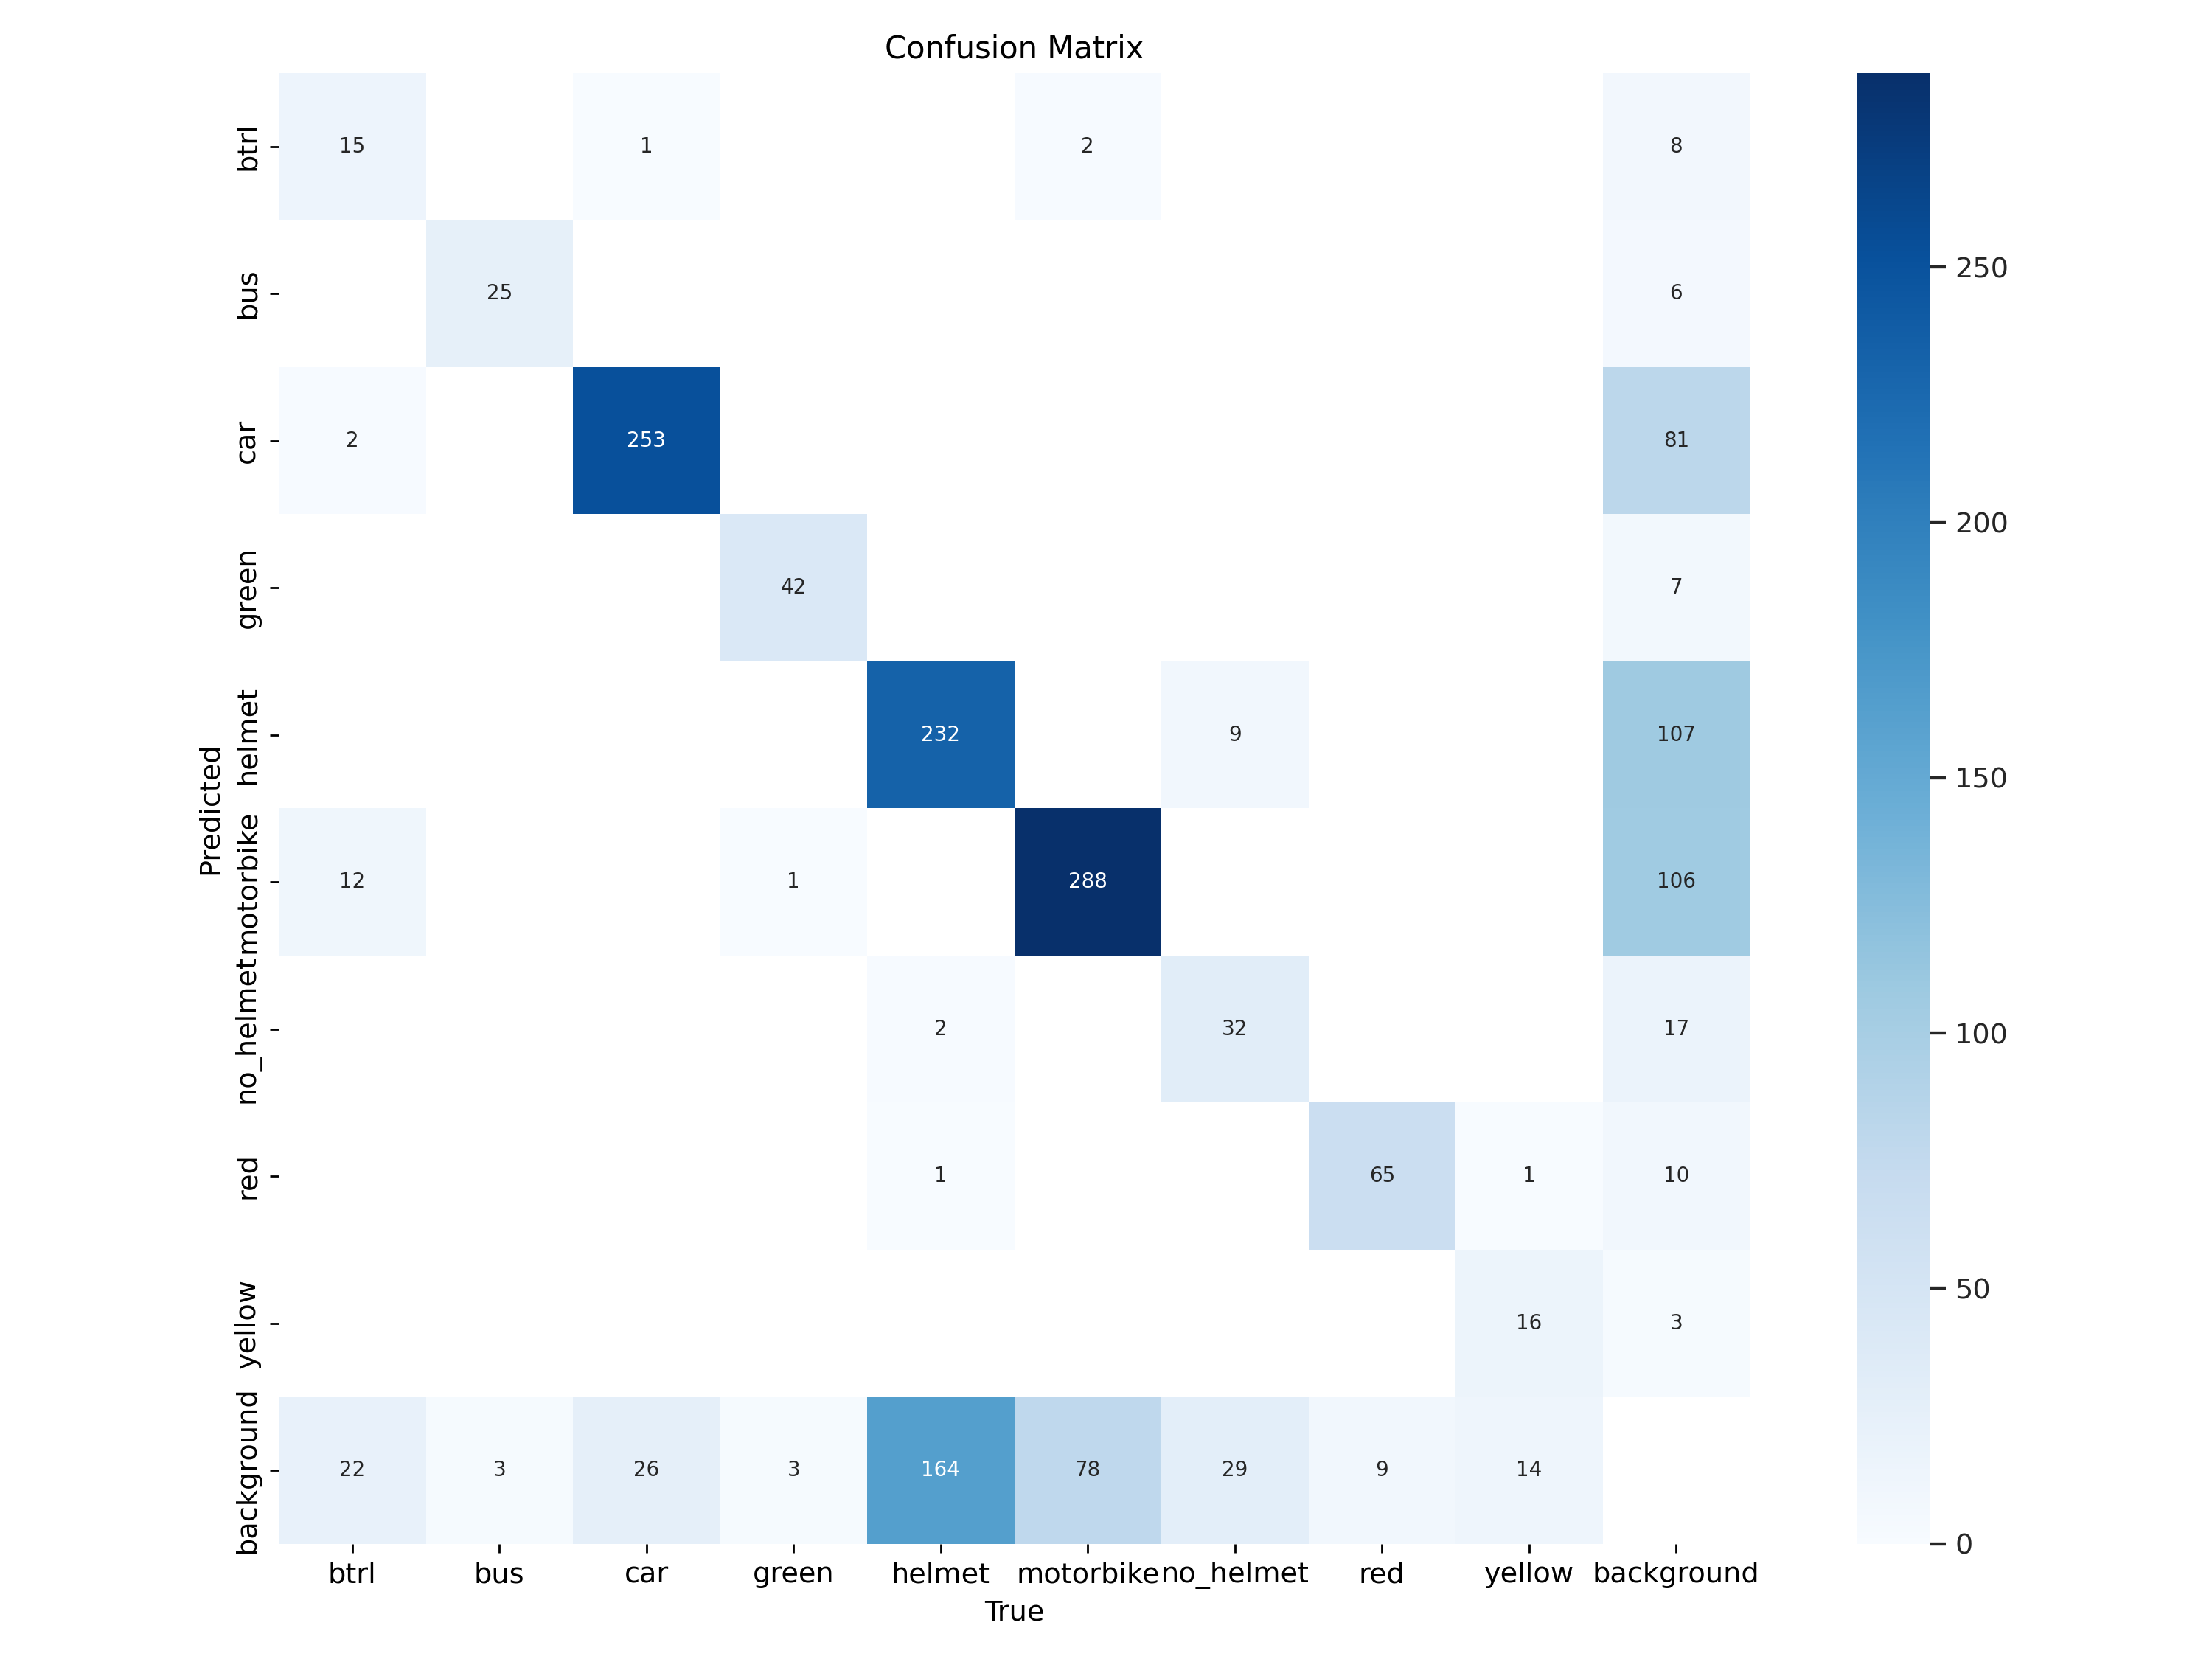 Confusion Matrix
btrl 15 1 2 8
bus 25 6
car 2 253 81
green 42 7
helmet 232 9 107
motorbike 12 1 288 106
no_helmet 2 32 17
red 1 65 1 10
yellow 16 3
background 22 3 26 3 164 78 29 9 14
btrl bus car green helmet motorbike no_helmet red yellow background
True
Predicted
250
200
150
100
50
0